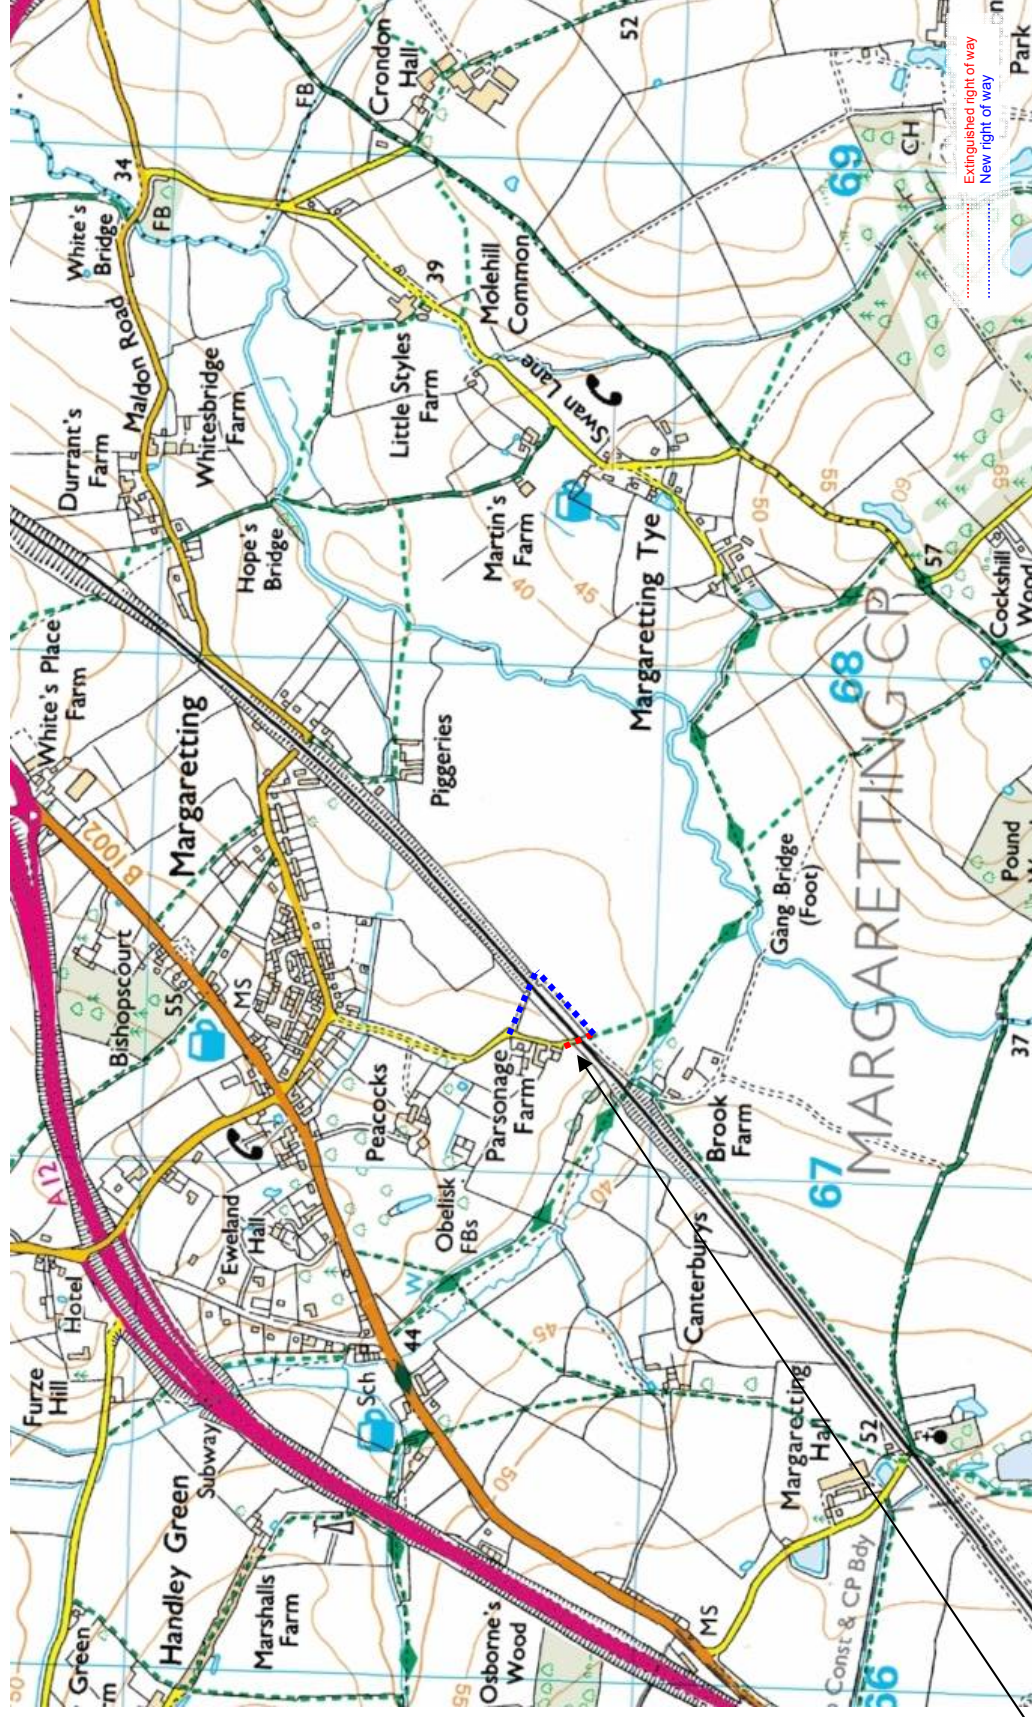 52
Crondon
Hall
FB
34
White's
Bridge
FB
CH
Park
69
Extinguished right of way
New right of way
39
Molehill
Common
Maldon Road
Durrant's
Farm
Whitesbridge
Farm
Little Styles
Farm
Swan Lane
Hope's
Bridge
Martin's
Farm
40
45
50
55
60
65
57
Cockshill
Wood
Margaretting Tye
68
MARGARETTING CP
White's Place
Farm
Margaretting
Piggeries
B1002
Bishopscourt
55
MS
Gang Bridge
(Foot)
Pound
37
A12
Peacocks
Parsonage
Farm
Brook
Farm
67
40
Obelisk
FBs
Eweland
Hall
Hotel
W
45
Canterburys
44
Sch
Furze
Hill
Subway
Handley Green
Marshalls
Farm
50
Margaretting
Hall
52
Osborne's
Wood
55
MS
Const & CP Bdy
66
Green
50